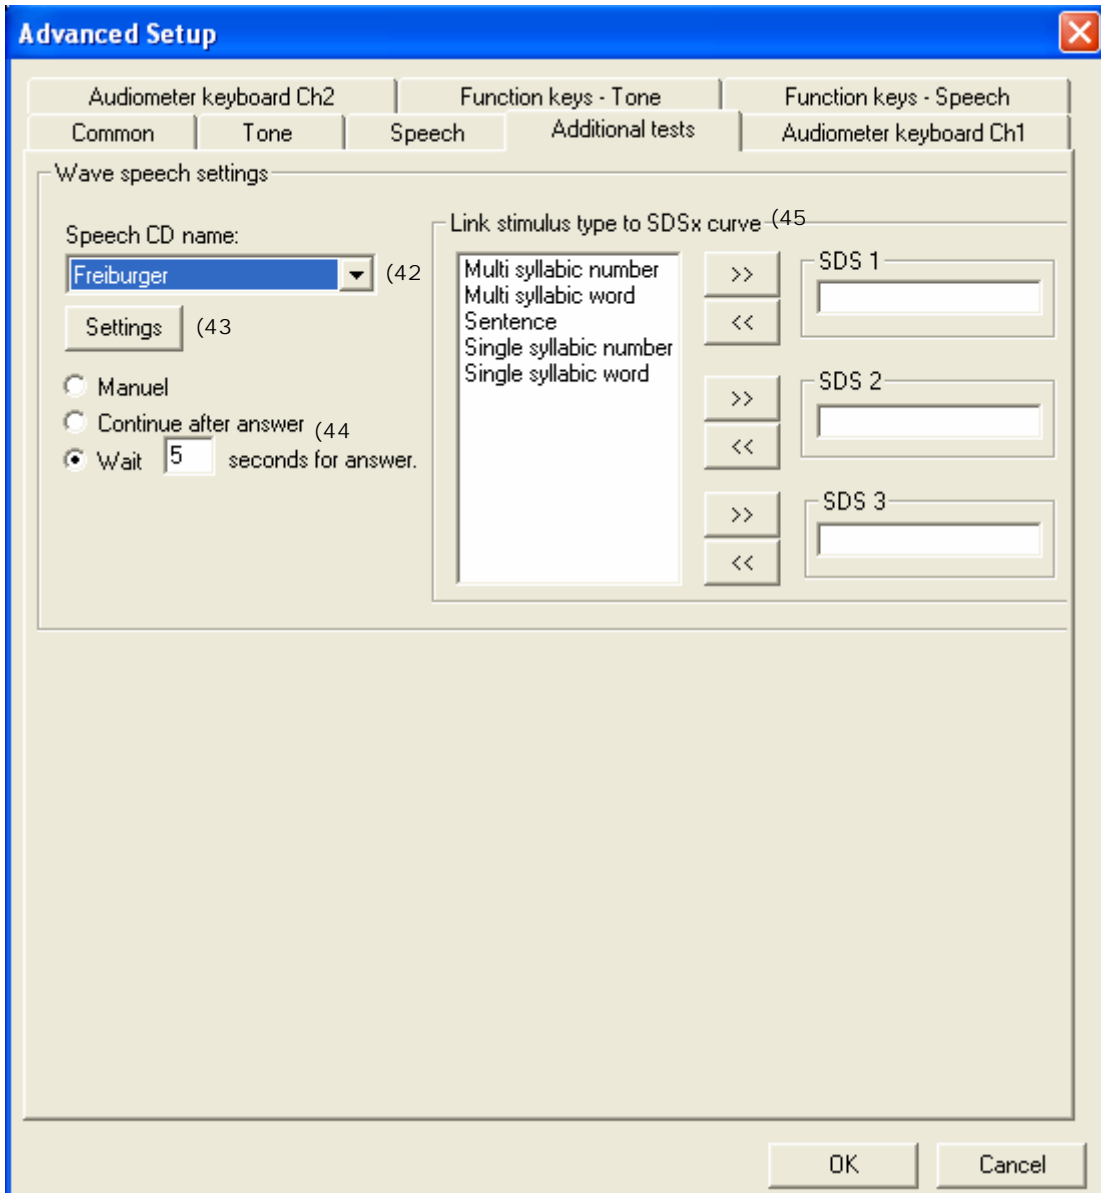 Advanced Setup
Audiometer keyboard Ch2
Function keys - Tone
Function keys - Speech
Common
Tone
Speech
Additional tests
Audiometer keyboard Ch1
Wave speech settings
Speech CD name:
Freiburger
(42
Settings
(43
Manuel
Continue after answer
(44
Wait 5 seconds for answer.
Link stimulus type to SDSx curve
(45
Multi syllabic number
Multi syllabic word
Sentence
Single syllabic number
Single syllabic word
>>
<<
SDS 1
>>
<<
SDS 2
>>
<<
SDS 3
OK
Cancel